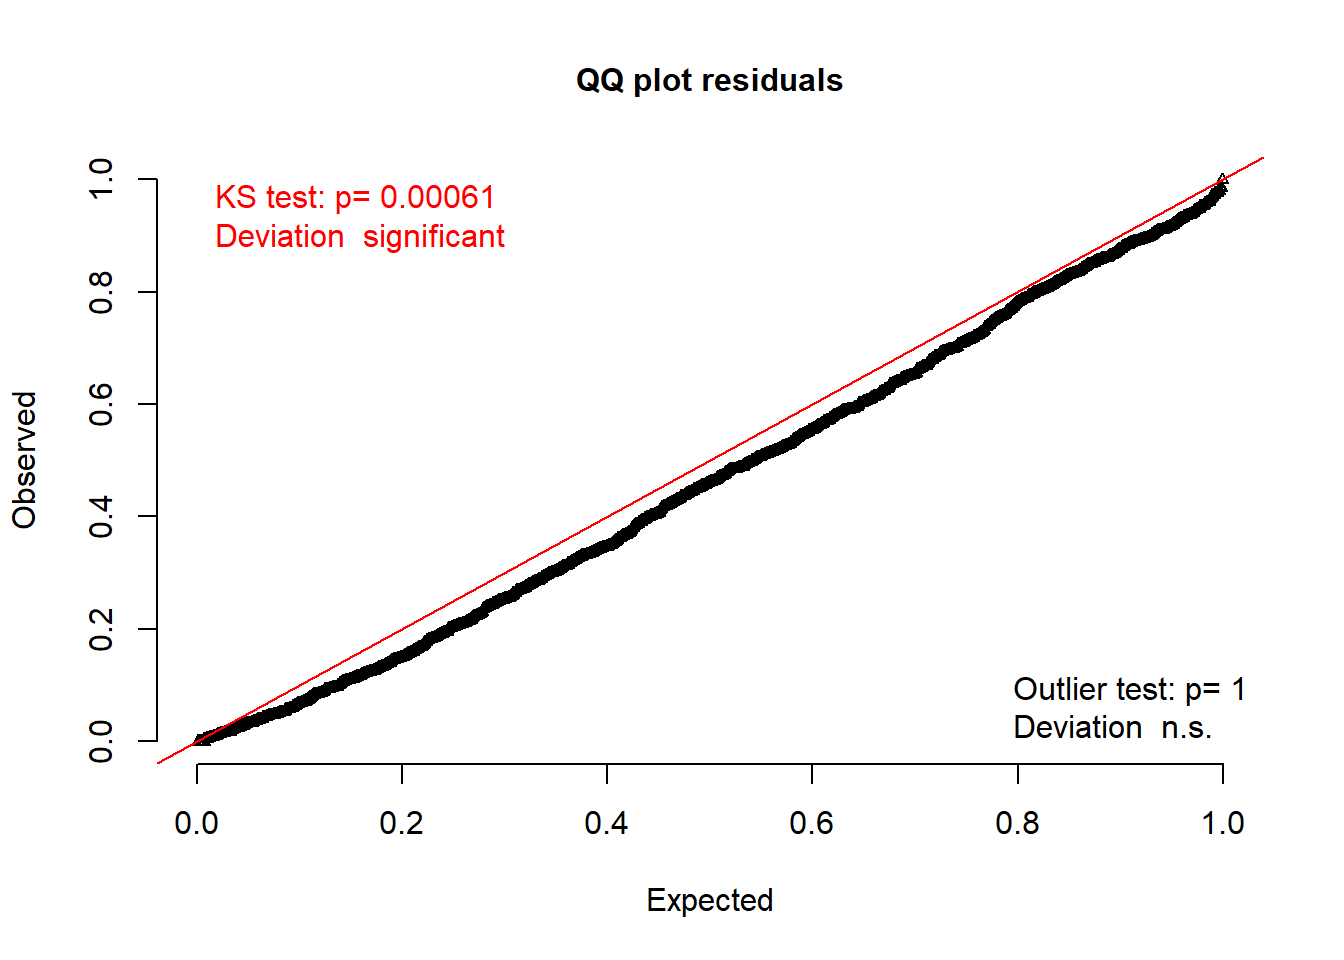 QQ plot residuals
KS test: p= 0.00061
Deviation  significant
1.0
0.8
0.6
0.4
0.2
0.0
Observed
Outlier test: p= 1
Deviation  n.s.
0.0 0.2 0.4 0.6 0.8 1.0
Expected